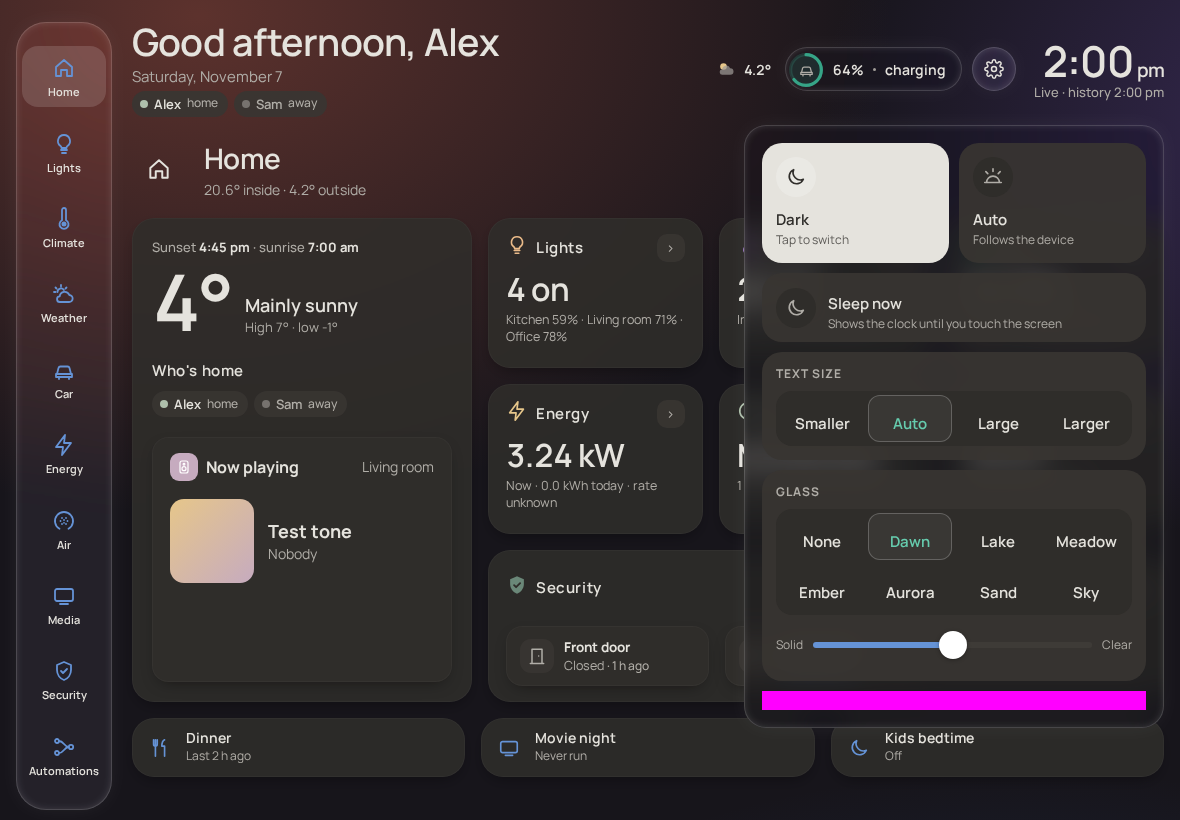 Good afternoon, Alex
Saturday, November 7
Alex home
Sam away
4.2°
64% · charging
2:00 pm
Live · history 2:00 pm
Home
Lights
Climate
Weather
Car
Energy
Air
Media
Security
Automations
Home
20.6° inside · 4.2° outside
Sunset 4:45 pm · sunrise 7:00 am
4°
Mainly sunny
High 7° · low -1°
Who's home
Alex home
Sam away
Now playing
Living room
Test tone
Nobody
Lights
4 on
Kitchen 59% · Living room 71% ·
Office 78%
Energy
3.24 kW
Now · 0.0 kWh today · rate
unknown
Security
Front door
Closed · 1 h ago
Dark
Tap to switch
Auto
Follows the device
Sleep now
Shows the clock until you touch the screen
TEXT SIZE
Smaller
Auto
Large
Larger
GLASS
None
Dawn
Lake
Meadow
Ember
Aurora
Sand
Sky
Solid
Clear
Dinner
Last 2 h ago
Movie night
Never run
Kids bedtime
Off